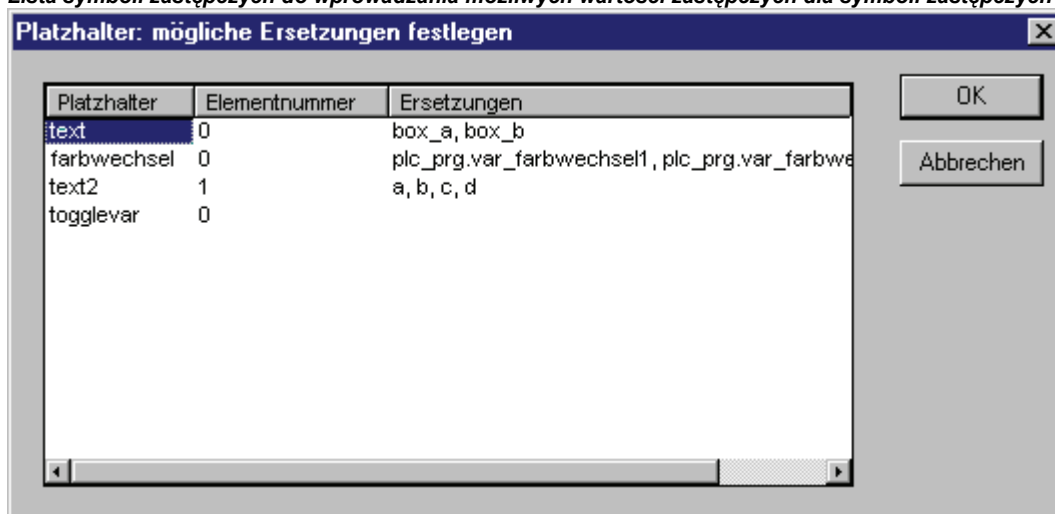 Lista symboli zastępczych do wprowadzania możliwych wartości zastępczych dla symboli zastępczych
Platzhalter: mögliche Ersetzungen festlegen
Platzhalter Elementnummer Ersetzungen
OK
text 0 box_a, box_b
farbwechsel 0 plc_prg.var_farbwechsel1, plc_prg.var_farbwe
Abbrechen
text2 1 a, b, c, d
togglevar 0